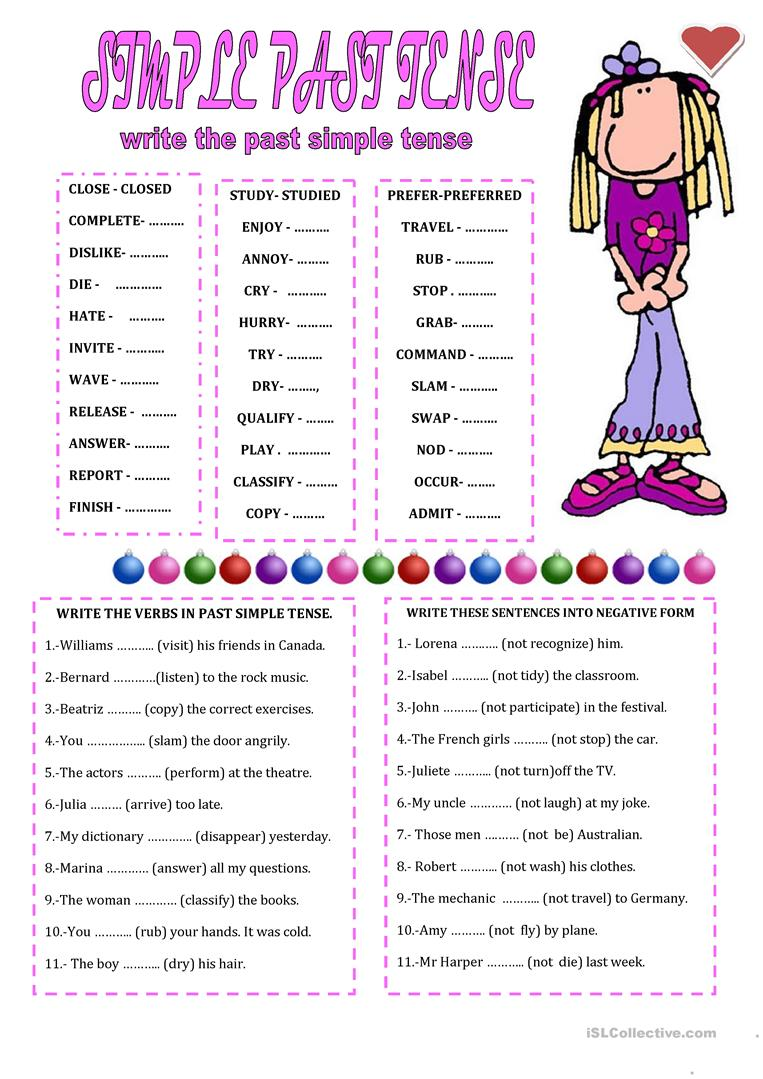 SIMPLE PAST TENSE
write the past simple tense
CLOSE - CLOSED
COMPLETE- ……….
DISLIKE- ………..
DIE - ………….
HATE - ……….
INVITE - ………..
WAVE - ………..
RELEASE - ……….
ANSWER- ……….
REPORT - ……….
FINISH - ………….
STUDY- STUDIED
ENJOY - ……….
ANNOY- ………
CRY - ………..
HURRY- ……….
TRY - ……….
DRY- ……..,
QUALIFY - ……..
PLAY . …………
CLASSIFY - ………
COPY - ………
PREFER-PREFERRED
TRAVEL - …………
RUB - ………..
STOP . ………..
GRAB- ………
COMMAND - ……….
SLAM - ………..
SWAP - ……….
NOD - ……….
OCCUR- ……..
ADMIT - ……….
WRITE THE VERBS IN PAST SIMPLE TENSE.
1.-Williams ……….. (visit) his friends in Canada.
2.-Bernard …………(listen) to the rock music.
3.-Beatriz ………. (copy) the correct exercises.
4.-You …………….. (slam) the door angrily.
5.-The actors ………. (perform) at the theatre.
6.-Julia ……… (arrive) too late.
7.-My dictionary …………. (disappear) yesterday.
8.-Marina ………… (answer) all my questions.
9.-The woman ………… (classify) the books.
10.-You ……….. (rub) your hands. It was cold.
11.- The boy ……….. (dry) his hair.
WRITE THESE SENTENCES INTO NEGATIVE FORM
1.- Lorena ……….. (not recognize) him.
2.-Isabel ……….. (not tidy) the classroom.
3.-John ………. (not participate) in the festival.
4.-The French girls ………. (not stop) the car.
5.-Juliete ……….. (not turn)off the TV.
6.-My uncle ………… (not laugh) at my joke.
7.- Those men ………. (not be) Australian.
8.- Robert ……….. (not wash) his clothes.
9.-The mechanic ……….. (not travel) to Germany.
10.-Amy ………. (not fly) by plane.
11.-Mr Harper ……….. (not die) last week.
iSLCollective.com